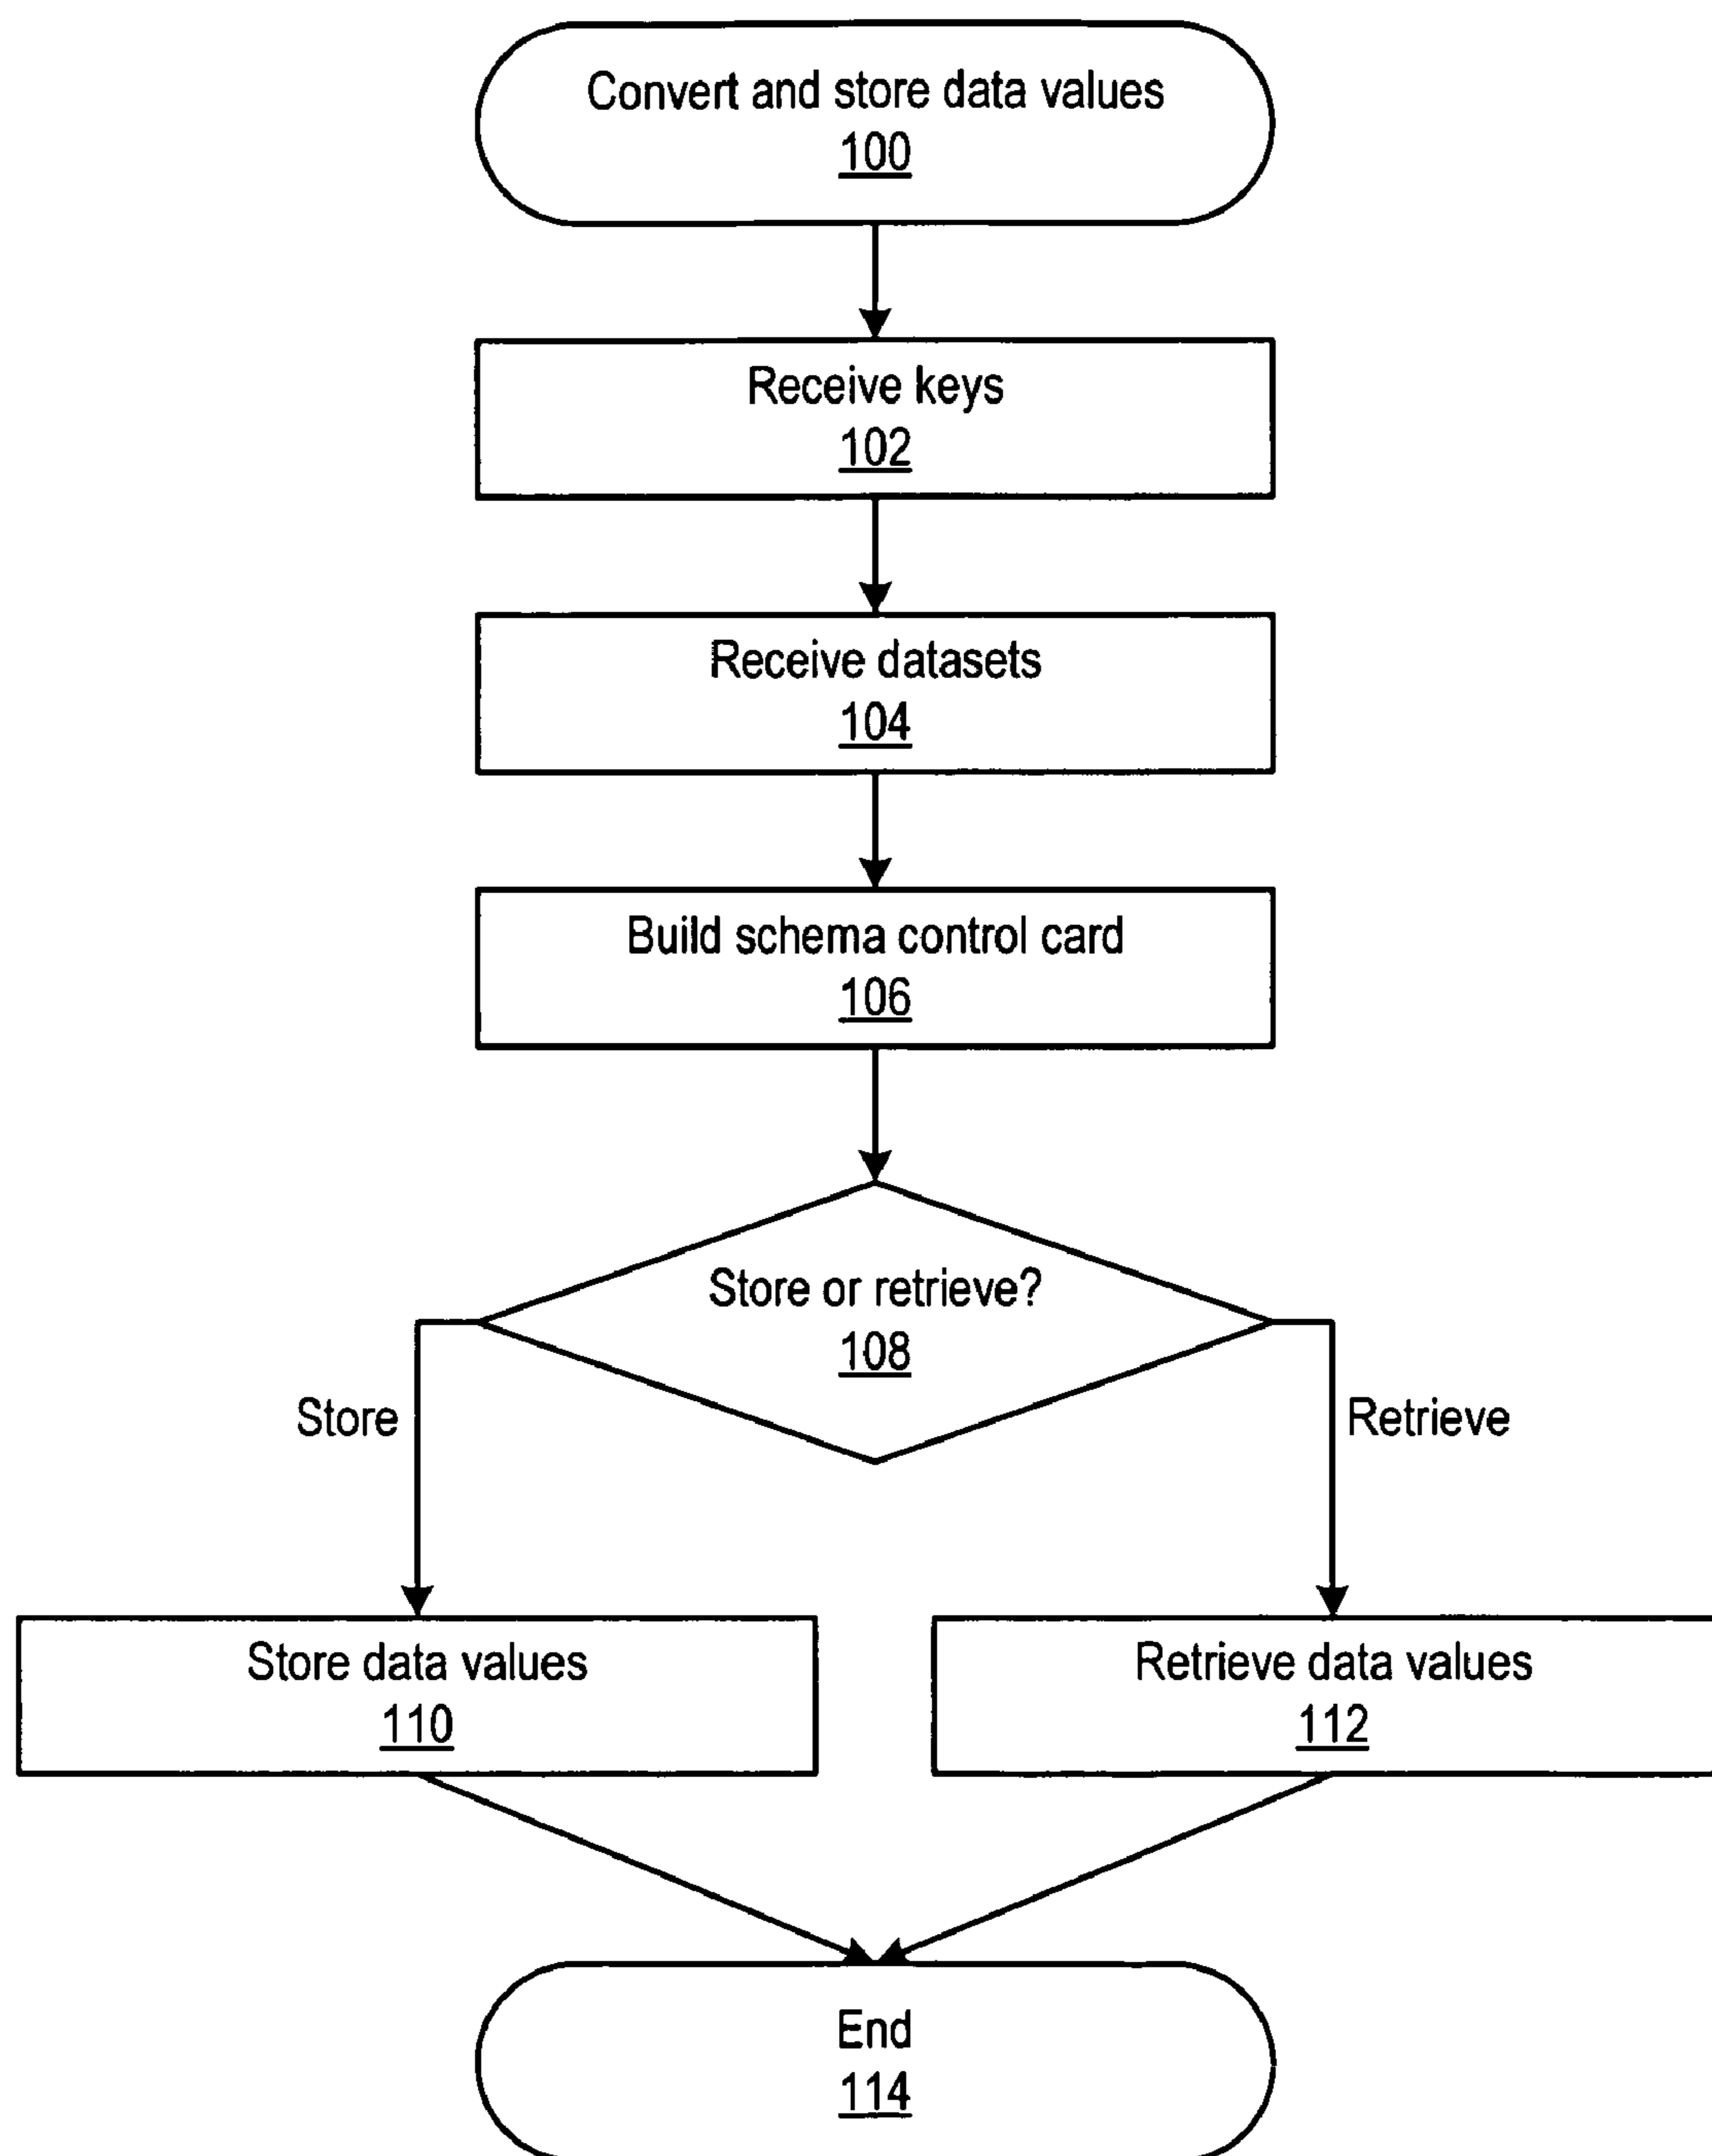 Convert and store data values
100
Receive keys
102
Receive datasets
104
Build schema control card
106
Store or retrieve?
108
Store
Retrieve
Store data values
110
Retrieve data values
112
End
114